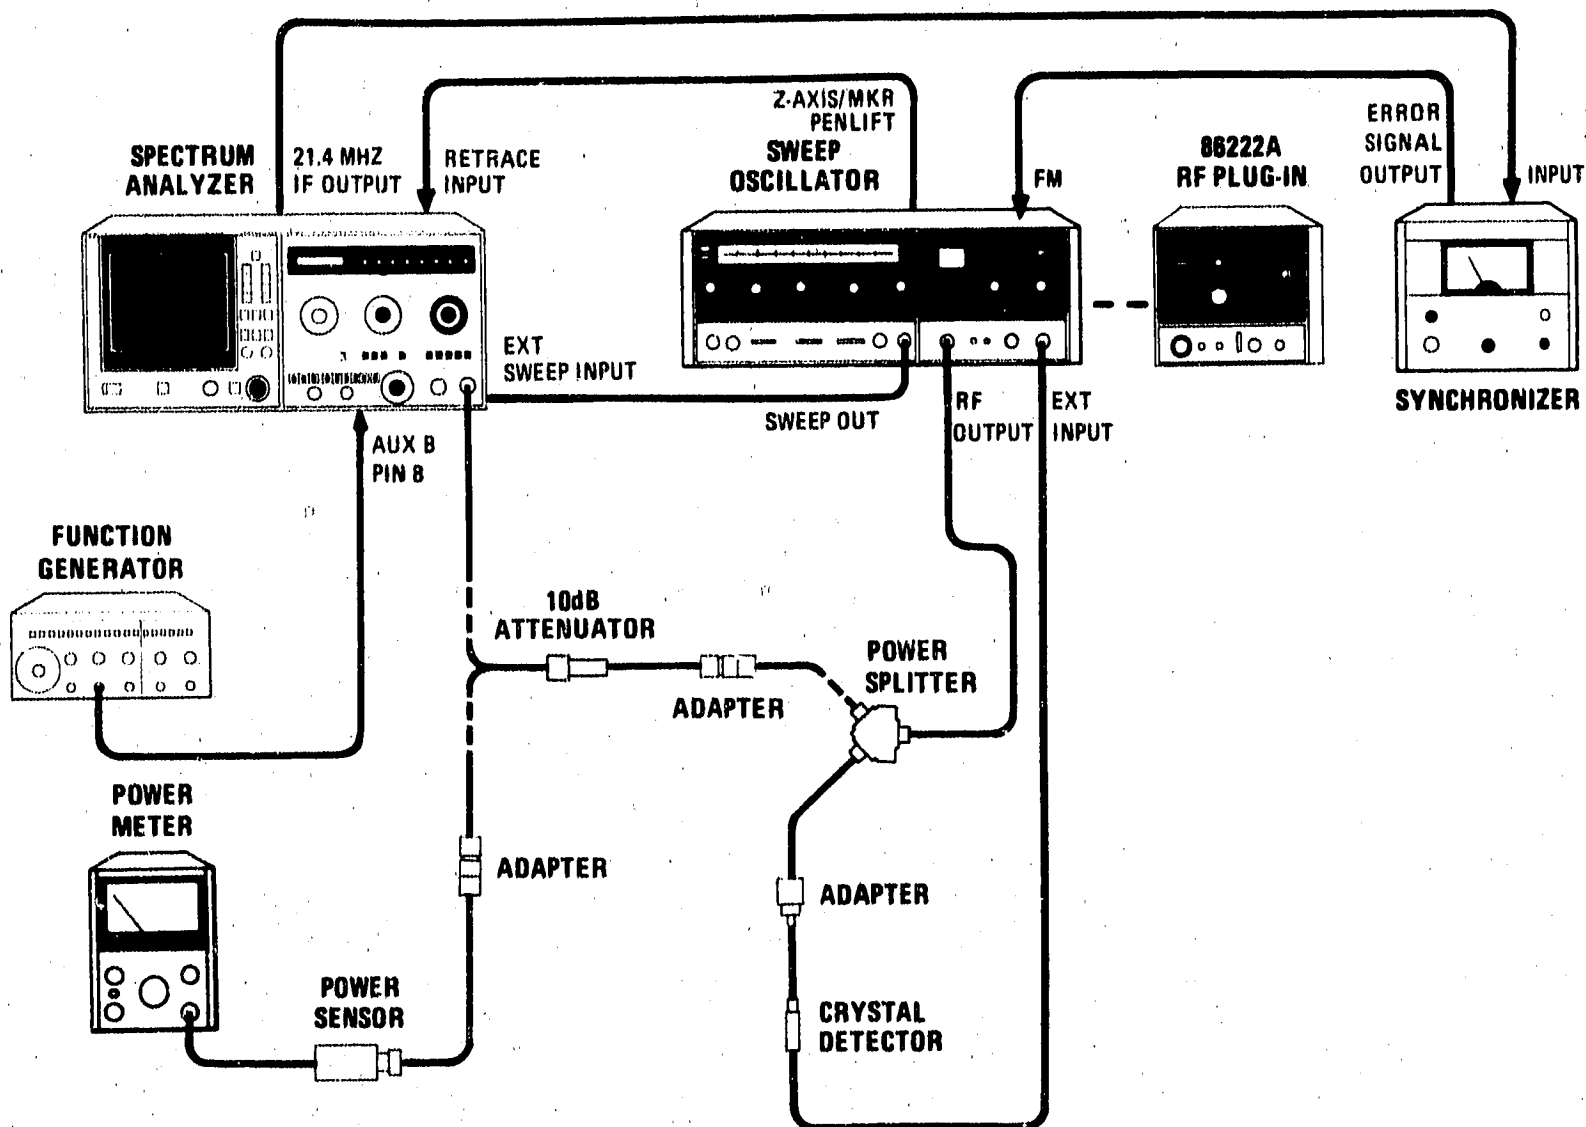 Z-AXIS/MKR
PENLIFT
SPECTRUM
ANALYZER
21.4 MHZ
IF OUTPUT
RETRACE
INPUT
SWEEP
OSCILLATOR
FM
86222A
RF PLUG-IN
ERROR
SIGNAL
OUTPUT
INPUT
EXT
SWEEP INPUT
SWEEP OUT
RF
OUTPUT
EXT
INPUT
SYNCHRONIZER
AUX B
PIN 8
FUNCTION
GENERATOR
10dB
ATTENUATOR
ADAPTER
POWER
SPLITTER
POWER
METER
ADAPTER
ADAPTER
POWER
SENSOR
CRYSTAL
DETECTOR